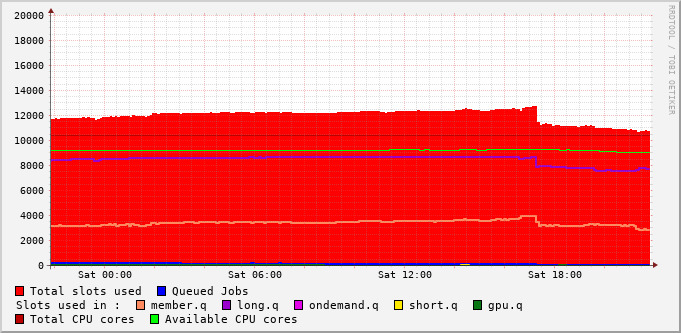 RRDTOOL / TOBI OETIKER
20000
18000
16000
14000
12000
10000
8000
6000
4000
2000
0
Sat 00:00 Sat 06:00 Sat 12:00 Sat 18:00
Total slots used Queued Jobs
Slots used in : member.q long.q ondemand.q short.q gpu.q
Total CPU cores Available CPU cores